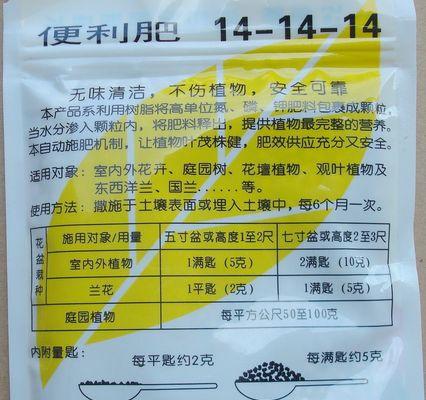 便利肥 14-14-14
无味清洁，不伤植物，安全可靠
本产品系利用树脂将高单位氮、磷、钾肥料包裹成颗粒，
当水分渗入颗粒内，将肥料释出，提供植物最完整的营养。
本自动施肥机制，让植物叶茂株健，肥效供应充分又安全。
适用对象：室内外花卉、庭园树、花墙植物、观叶植物及
东西洋兰、国兰......等。
使用方法：撒施于土壤表面或埋入土壤中，每6个月一次。
花盆栽种
施用对象/用量 五寸盆或高度1至2尺 七寸盆或高度2至3尺
室内外植物 1满匙（5克） 2满匙（10克）
兰花 1平匙（2克） 1满匙（5克）
庭园植物 每平方公尺50至100克
内附量匙： 每平匙约2克 每满匙约5克